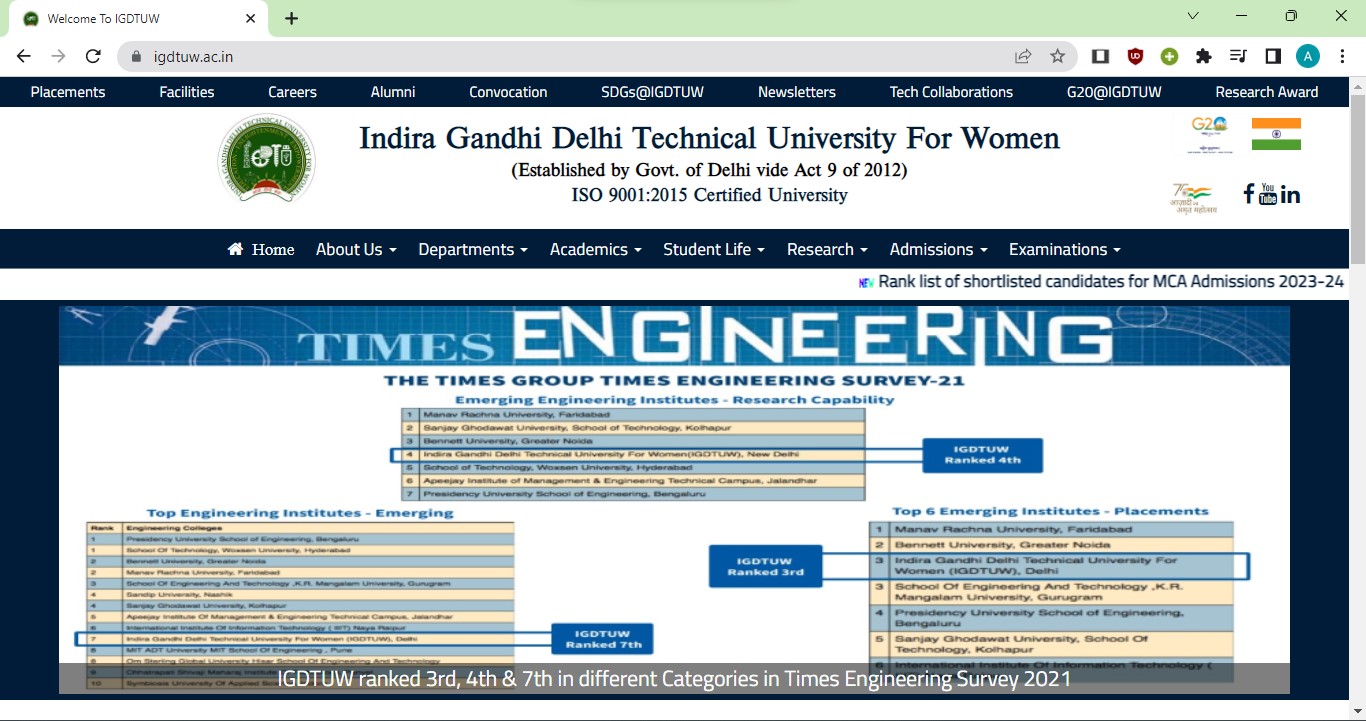 Welcome To IGDTUW
igdtuw.ac.in
A
Placements Facilities Careers Alumni Convocation SDGs@IGDTUW Newsletters Tech Collaborations G20@IGDTUW Research Award
Indira Gandhi Delhi Technical University For Women
(Established by Govt. of Delhi vide Act 9 of 2012)
ISO 9001:2015 Certified University
G20
आज़ादी का
अमृत महोत्सव
f You Tube in
Home About Us Departments Academics Student Life Research Admissions Examinations
NEW Rank list of shortlisted candidates for MCA Admissions 2023-24
TIMES ENGINEERING
THE TIMES GROUP TIMES ENGINEERING SURVEY-21
Emerging Engineering Institutes - Research Capability
1 Manav Rachna University, Faridabad
2 Sanjay Ghodawat University, School of Technology, Kolhapur
3 Bennett University, Greater Noida
4 Indira Gandhi Delhi Technical University For Women(IGDTUW), New Delhi
5 School of Technology, Woxsen University, Hyderabad
6 Apeejay Institute of Management & Engineering Technical Campus, Jalandhar
7 Presidency University School of Engineering, Bengaluru
IGDTUW
Ranked 4th
Top Engineering Institutes - Emerging
Rank Engineering Colleges
1 Presidency University School of Engineering, Bengaluru
1 School Of Technology, Woxsen University, Hyderabad
2 Bennett University, Greater Noida
2 Manav Rachna University, Faridabad
3 School Of Engineering And Technology ,K.R. Mangalam University, Gurugram
4 Sandip University, Nashik
4 Sanjay Ghodawat University, Kolhapur
5 Apeejay Institute Of Management & Engineering Technical Campus, Jalandhar
6 International Institute Of Information Technology ( IIIT) Naya Raipur
7 Indira Gandhi Delhi Technical University For Women (IGDTUW), Delhi
8 MIT ADT University MIT School Of Engineering , Pune
8 Om Sterling Global University Hisar School Of Engineering And Technology
9 Chhatrapati Shivaji Maharaj
10 Symbiosis University Of Applied
IGDTUW
Ranked 7th
Top 6 Emerging Institutes - Placements
1 Manav Rachna University, Faridabad
2 Bennett University, Greater Noida
3 Indira Gandhi Delhi Technical University For
Women (IGDTUW), Delhi
3 School Of Engineering And Technology ,K.R.
Mangalam University, Gurugram
4 Presidency University School of Engineering,
Bengaluru
5 Sanjay Ghodawat University, School Of
Technology, Kolhapur
6 International Institute Of Information Technology (
IGDTUW
Ranked 3rd
IGDTUW ranked 3rd, 4th & 7th in different Categories in Times Engineering Survey 2021